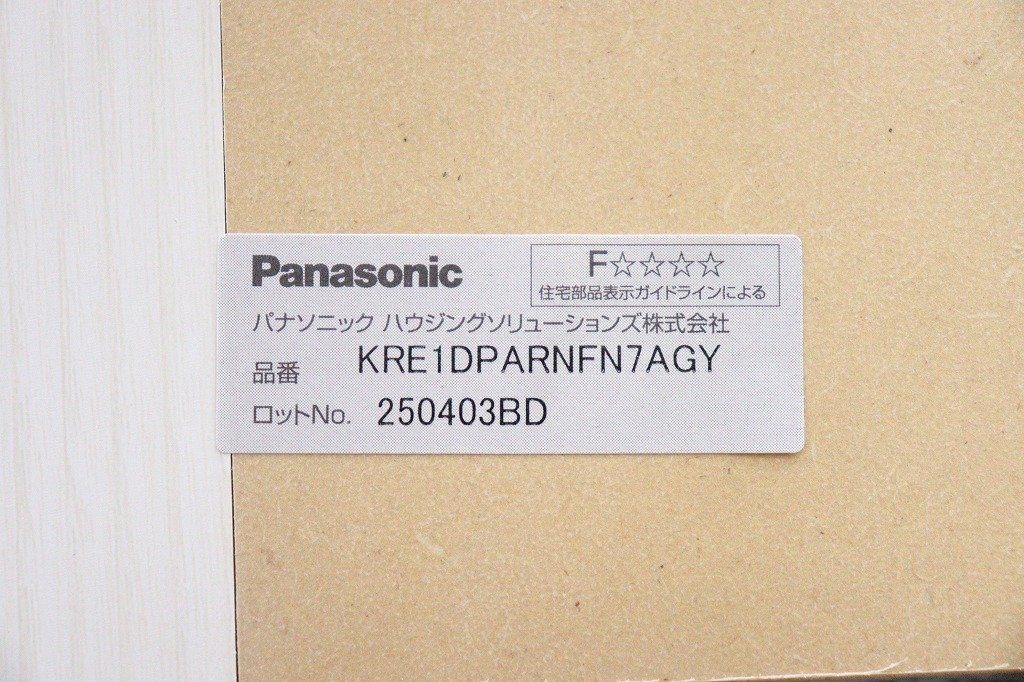 Panasonic
F☆☆☆☆
住宅部品表示ガイドラインによる
パナソニック ハウジングソリューションズ株式会社
品番 KRE1DPARNFN7AGY
ロットNo. 250403BD